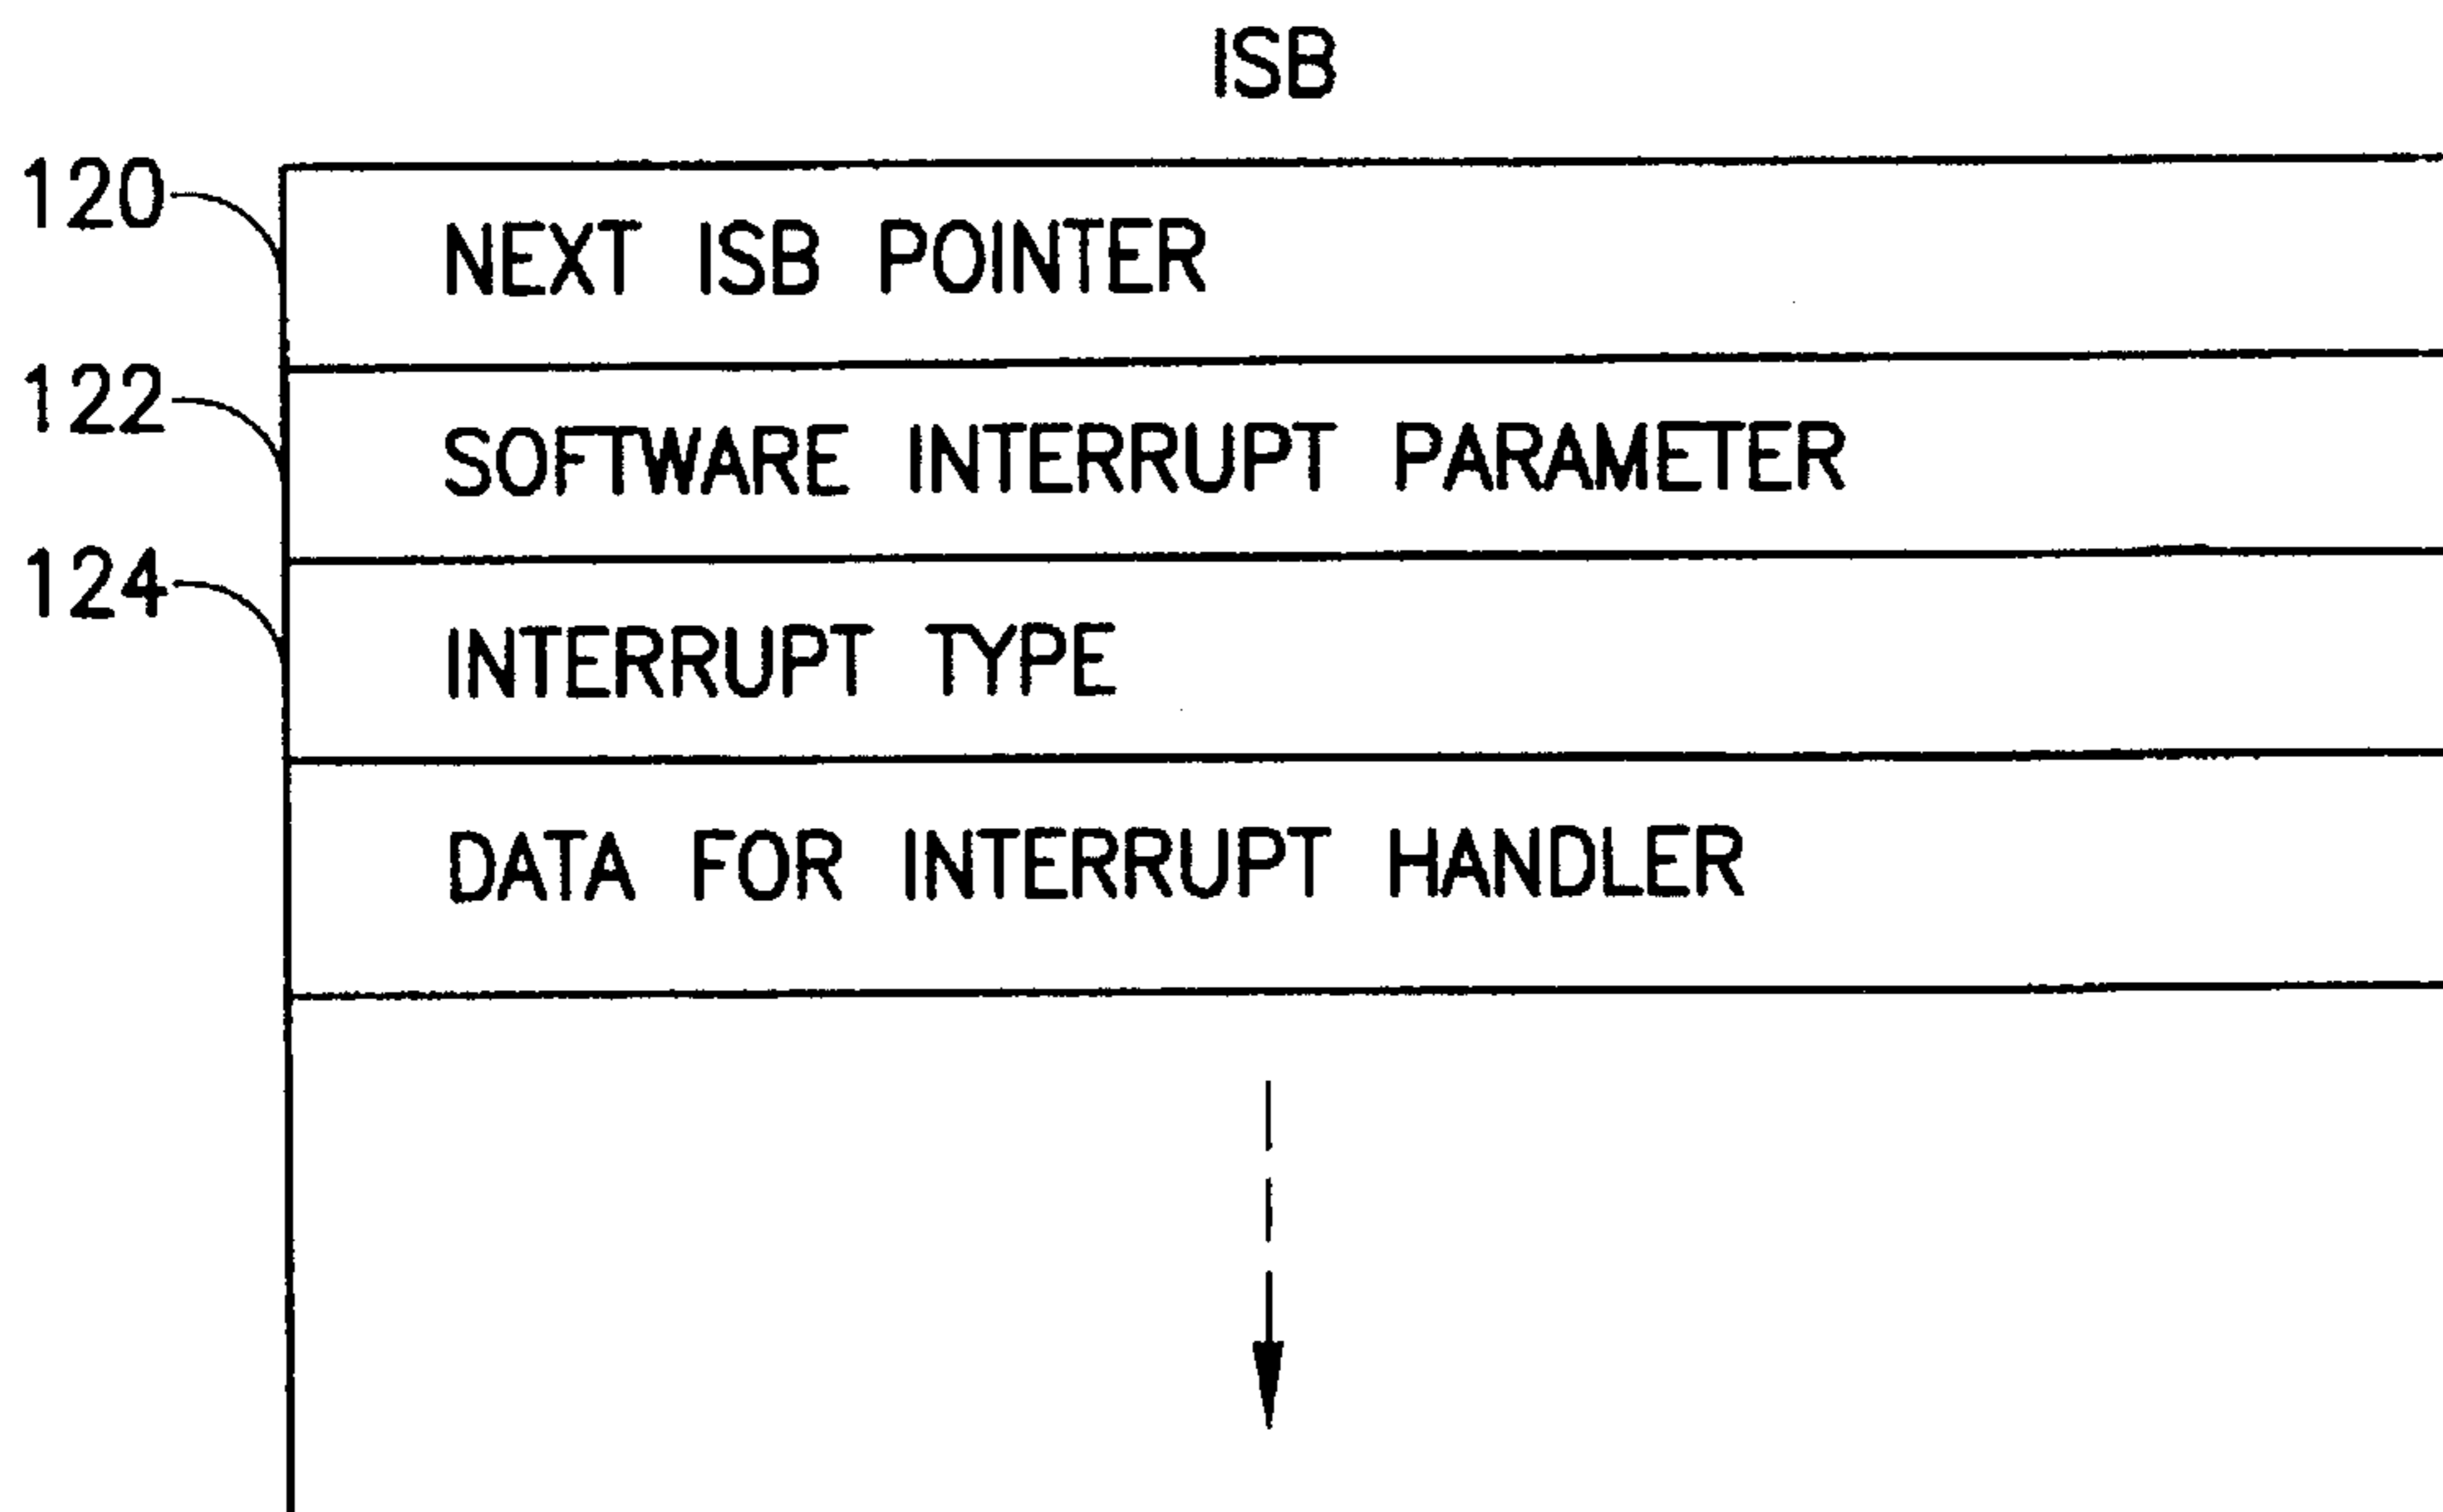 ISB
120
NEXT ISB POINTER
122
SOFTWARE INTERRUPT PARAMETER
124
INTERRUPT TYPE
DATA FOR INTERRUPT HANDLER